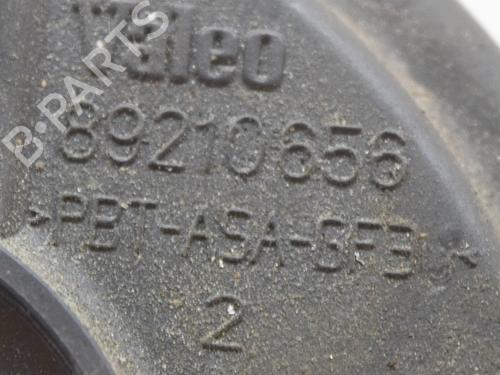 Valeo
89210656
>PBT-ASA-GF30<
2
B-PARTS